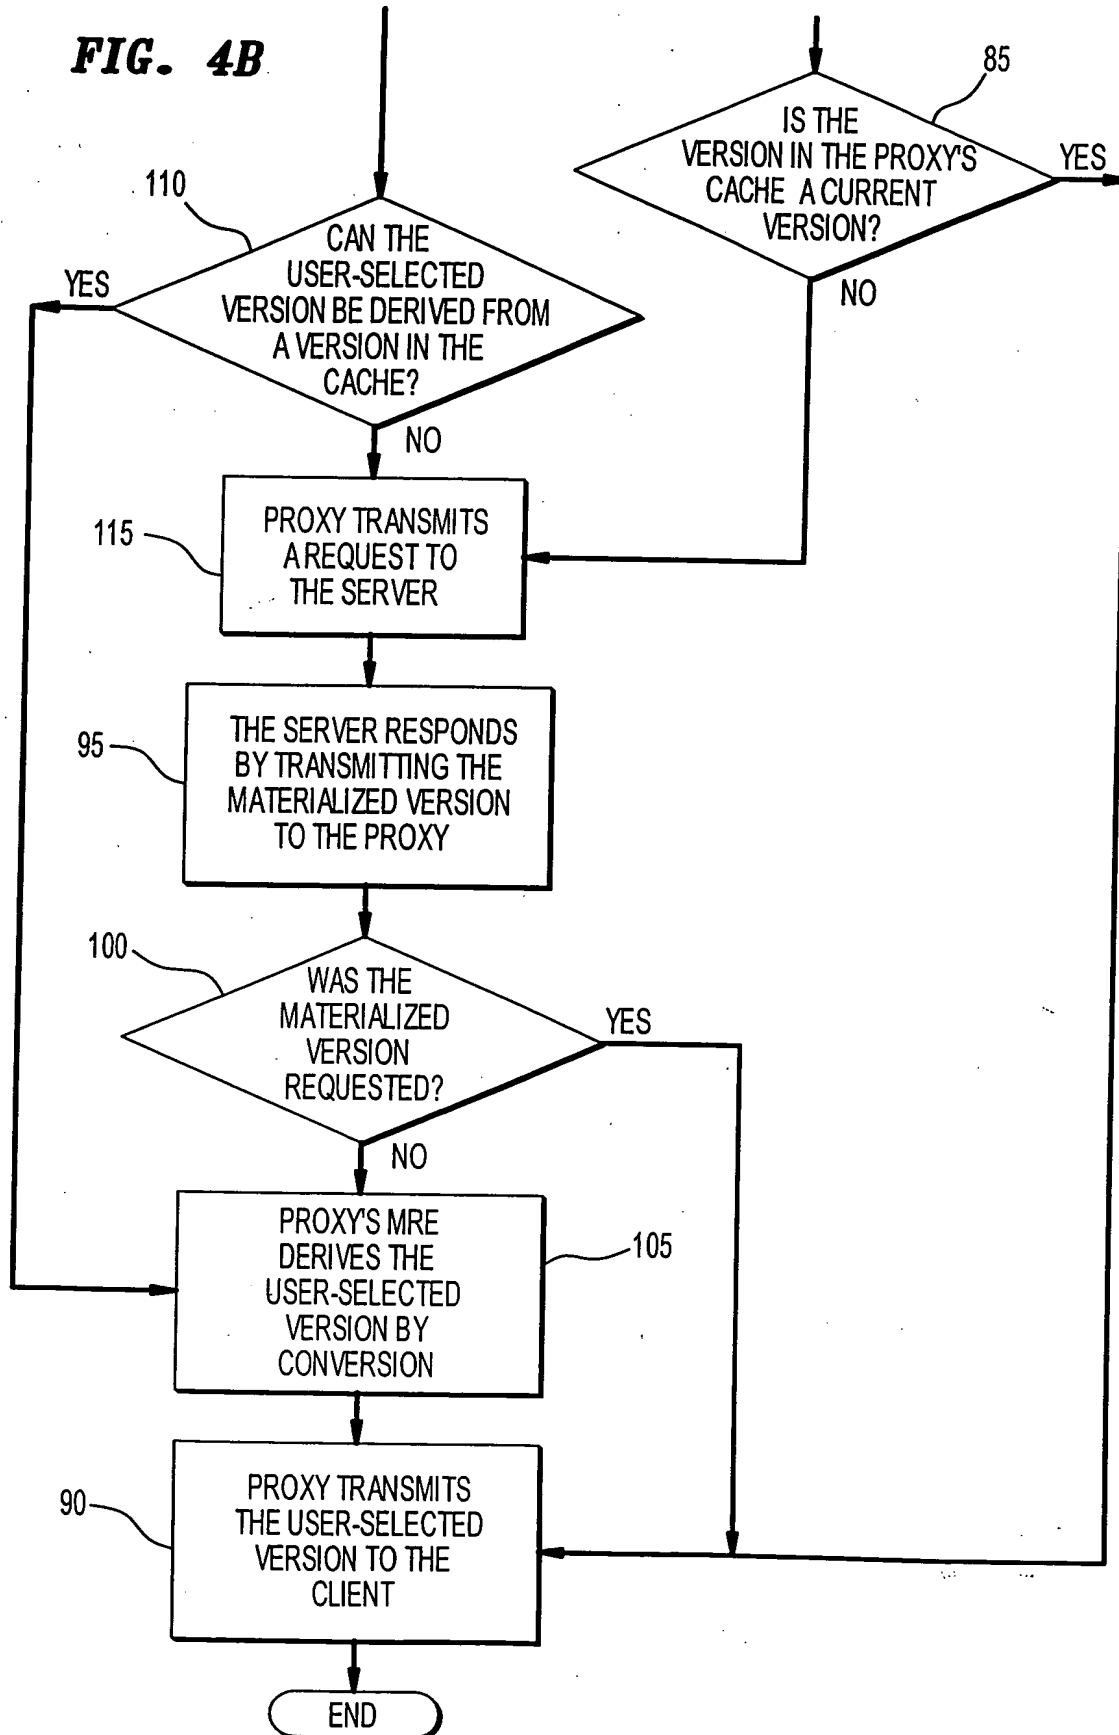 FIG. 4B
85
IS THE
VERSION IN THE PROXY'S
CACHE A CURRENT
VERSION?
YES
NO
110
CAN THE
USER-SELECTED
VERSION BE DERIVED FROM
A VERSION IN THE
CACHE?
YES
NO
115
PROXY TRANSMITS
A REQUEST TO
THE SERVER
95
THE SERVER RESPONDS
BY TRANSMITTING THE
MATERIALIZED VERSION
TO THE PROXY
100
WAS THE
MATERIALIZED
VERSION
REQUESTED?
YES
NO
PROXY'S MRE
DERIVES THE
USER-SELECTED
VERSION BY
CONVERSION
105
90
PROXY TRANSMITS
THE USER-SELECTED
VERSION TO THE
CLIENT
END